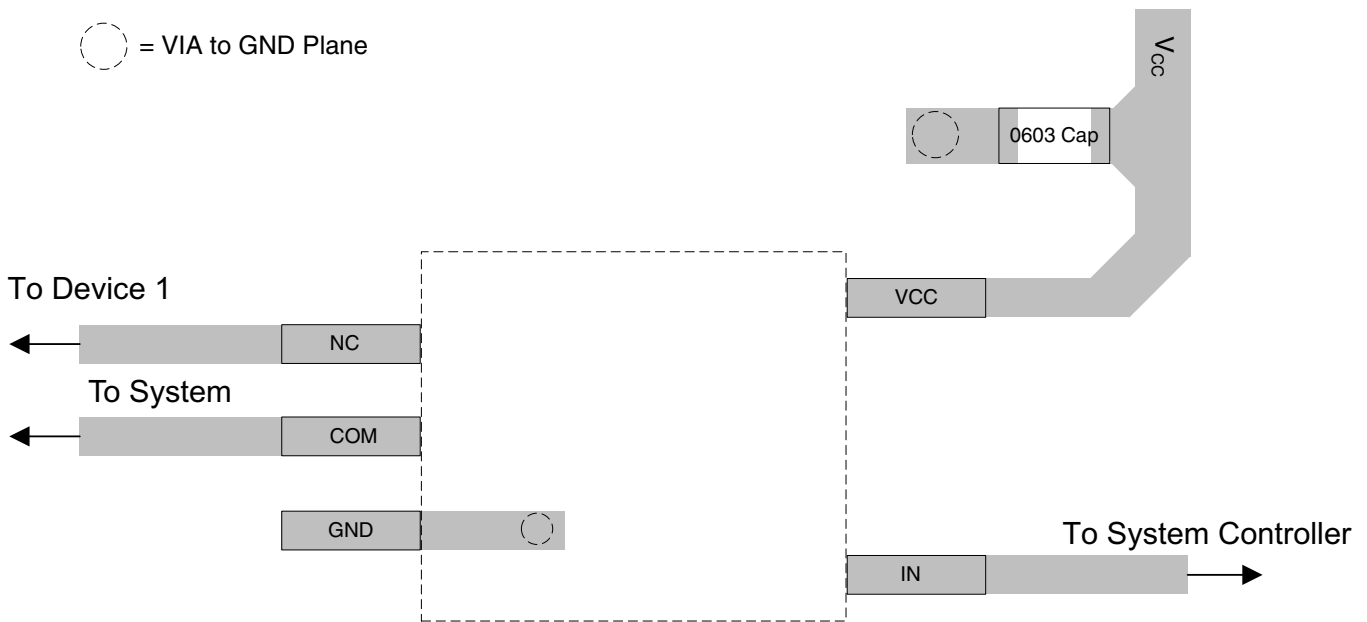 = VIA to GND Plane
VCC
0603 Cap
To Device 1
VCC
NC
To System
COM
GND
To System Controller
IN